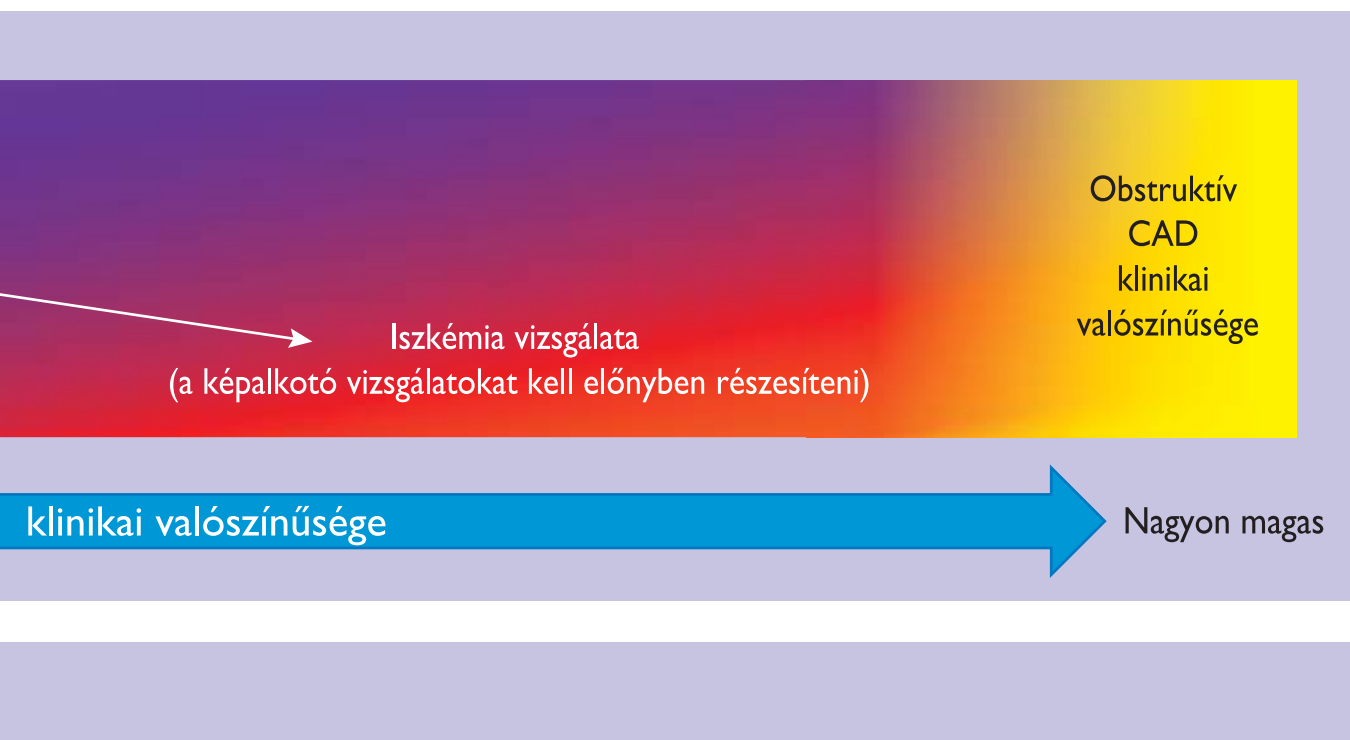 Obstruktív
CAD
klinikai
valószínűsége
Iszkémia vizsgálata
(a képalkotó vizsgálatokat kell előnyben részesíteni)
klinikai valószínűsége
Nagyon magas